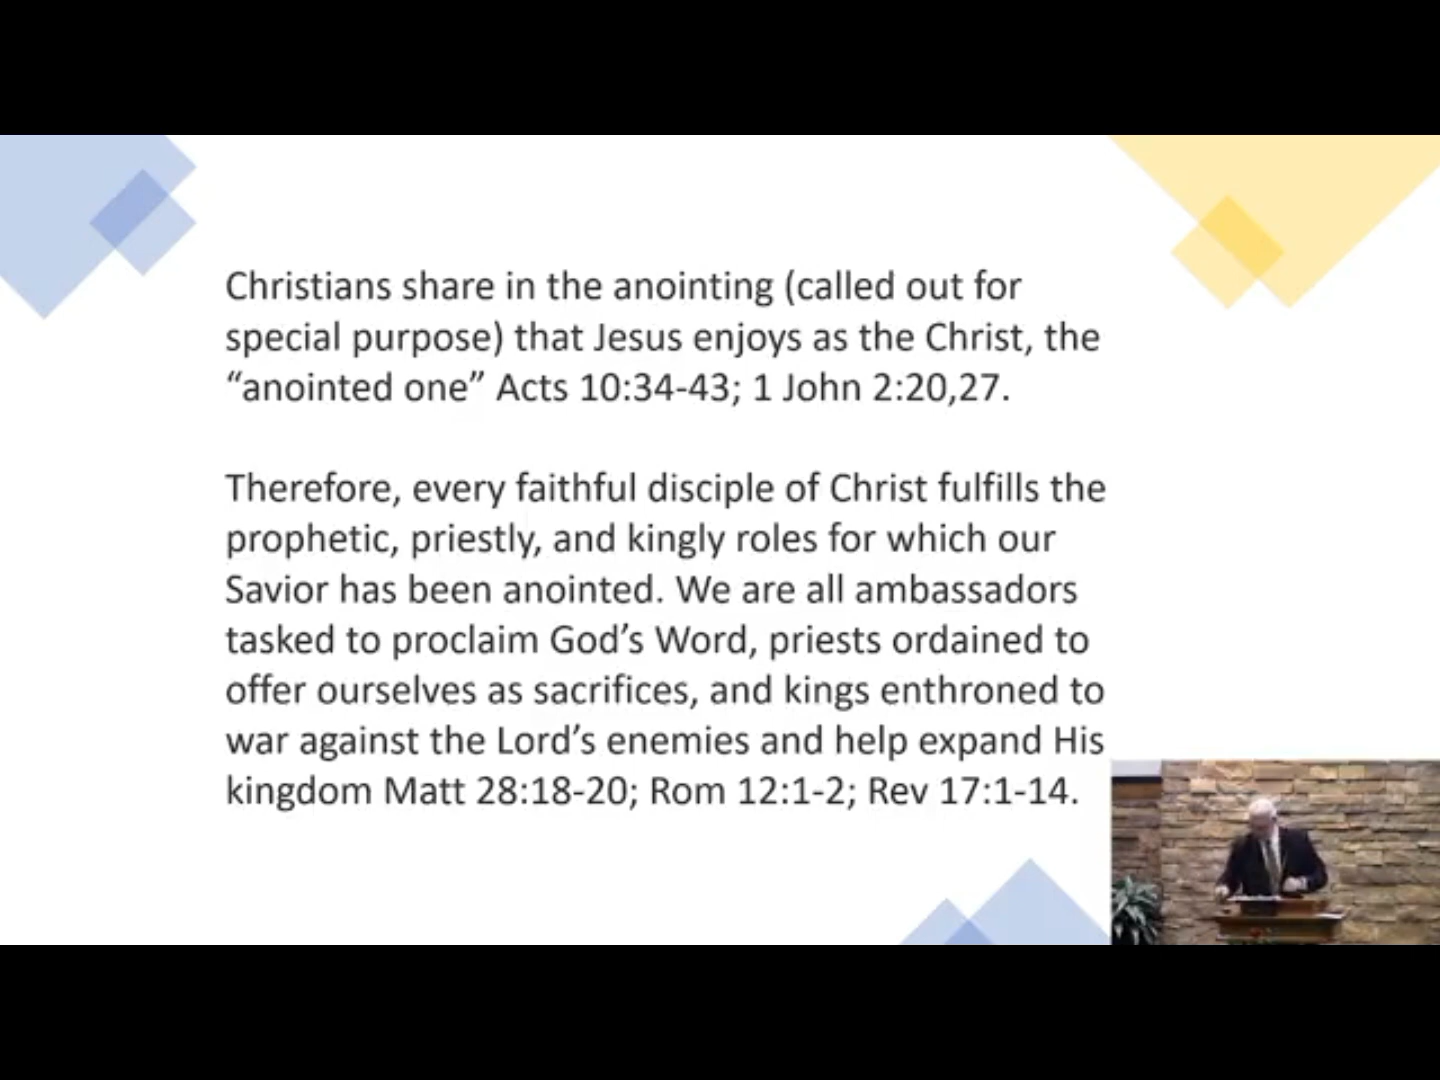 Christians share in the anointing (called out for
special purpose) that Jesus enjoys as the Christ, the
“anointed one” Acts 10:34-43; 1 John 2:20,27.
Therefore, every faithful disciple of Christ fulfills the
prophetic, priestly, and kingly roles for which our
Savior has been anointed. We are all ambassadors
tasked to proclaim God’s Word, priests ordained to
offer ourselves as sacrifices, and kings enthroned to
war against the Lord’s enemies and help expand His
kingdom Matt 28:18-20; Rom 12:1-2; Rev 17:1-14.